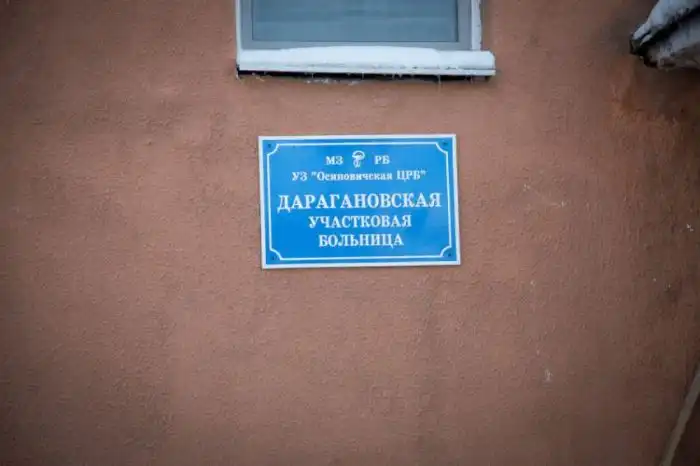 МЗ РБ
УЗ "Осиповичская ЦРБ"
ДАРАГАНОВСКАЯ
УЧАСТКОВАЯ
БОЛЬНИЦА